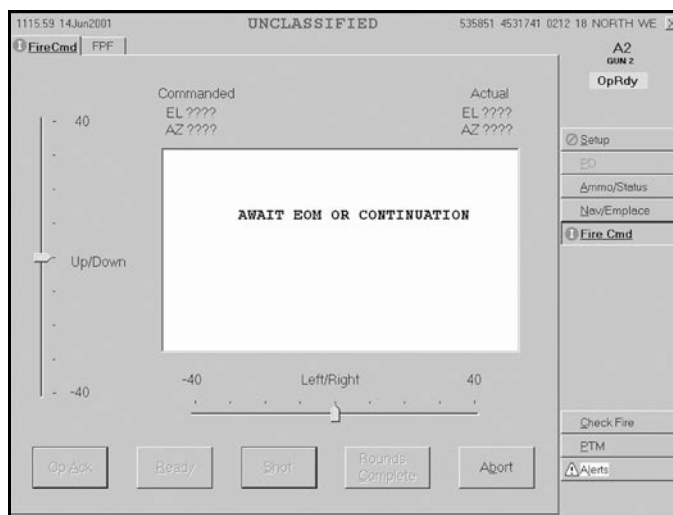 1115:59 14Jun2001 UNCLASSIFIED 535851 4531741 0212 18 NORTH WE X
FireCmd FPF
A2
GUN 2
OpRdy
Commanded Actual
EL ???? EL ????
AZ ???? AZ ????
40
Up/Down
-40
AWAIT EOM OR CONTINUATION
-40 Left/Right 40
Op Ack Ready Shot Rounds Complete Abort
Setup
PD
Ammo/Status
Nav/Emplace
Fire Cmd
Check Fire
PTM
Alerts